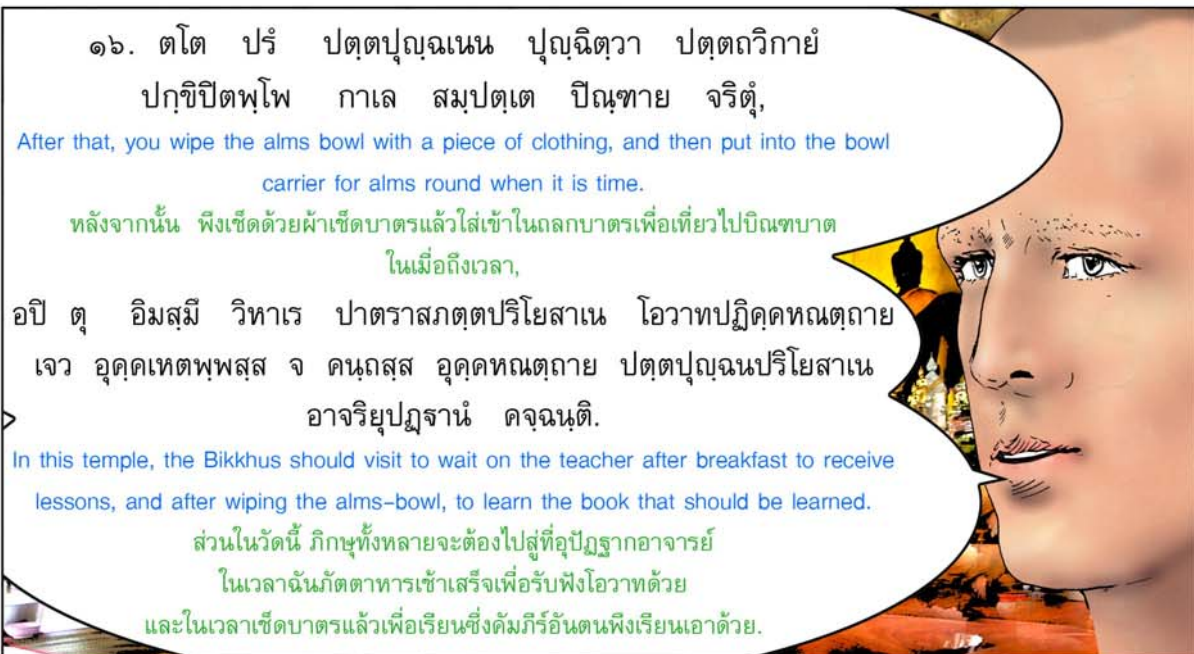 ๑๖. ตโต ปรํ ปตฺตปุญฺฉเนน ปุญฺฉิตฺวา ปตฺตถวิกายํ
ปกฺขิปิตพฺโพ กาเล สมฺปตฺเต ปิณฺฑาย จริตุํ,
After that, you wipe the alms bowl with a piece of clothing, and then put into the bowl
carrier for alms round when it is time.
หลังจากนั้น พึงเช็ดด้วยผ้าเช็ดบาตรแล้วใส่เข้าในถลกบาตรเพื่อเที่ยวไปบิณฑบาต
ในเมื่อถึงเวลา,
อปิ ตุ อิมสฺมึ วิหาเร ปาตราสภตฺตปริโยสาเน โอวาทปฏิคฺคหณตฺถาย
เจว อุคฺคเหตพฺพสฺส จ คนฺถสฺส อุคฺคหณตฺถาย ปตฺตปุญฺฉนปริโยสาเน
อาจริยุปฏฺฐานํ คจฺฉนฺติ.
In this temple, the Bikkhus should visit to wait on the teacher after breakfast to receive
lessons, and after wiping the alms-bowl, to learn the book that should be learned.
ส่วนในวัดนี้ ภิกษุทั้งหลายจะต้องไปสู่ที่อุปัฏฐากอาจารย์
ในเวลาฉันภัตตาหารเช้าเสร็จเพื่อรับฟังโอวาทด้วย
และในเวลาเช็ดบาตรแล้วเพื่อเรียนซึ่งคัมภีร์อันตนพึงเรียนเอาด้วย.